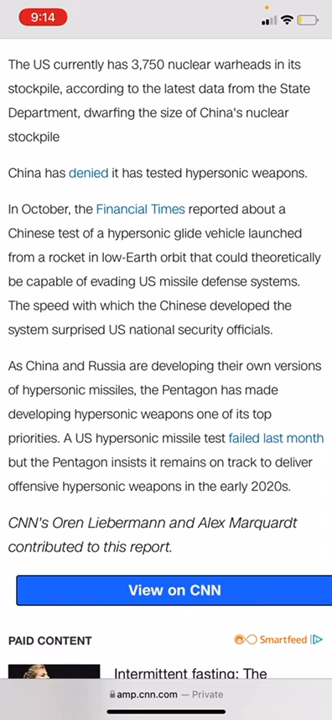 9:14
The US currently has 3,750 nuclear warheads in its
stockpile, according to the latest data from the State
Department, dwarfing the size of China's nuclear
stockpile
China has denied it has tested hypersonic weapons.
In October, the Financial Times reported about a
Chinese test of a hypersonic glide vehicle launched
from a rocket in low-Earth orbit that could theoretically
be capable of evading US missile defense systems.
The speed with which the Chinese developed the
system surprised US national security officials.
As China and Russia are developing their own versions
of hypersonic missiles, the Pentagon has made
developing hypersonic weapons one of its top
priorities. A US hypersonic missile test failed last month
but the Pentagon insists it remains on track to deliver
offensive hypersonic weapons in the early 2020s.
CNN's Oren Liebermann and Alex Marquardt
contributed to this report.
View on CNN
PAID CONTENT
Smartfeed
Intermittent fasting: The
amp.cnn.com — Private